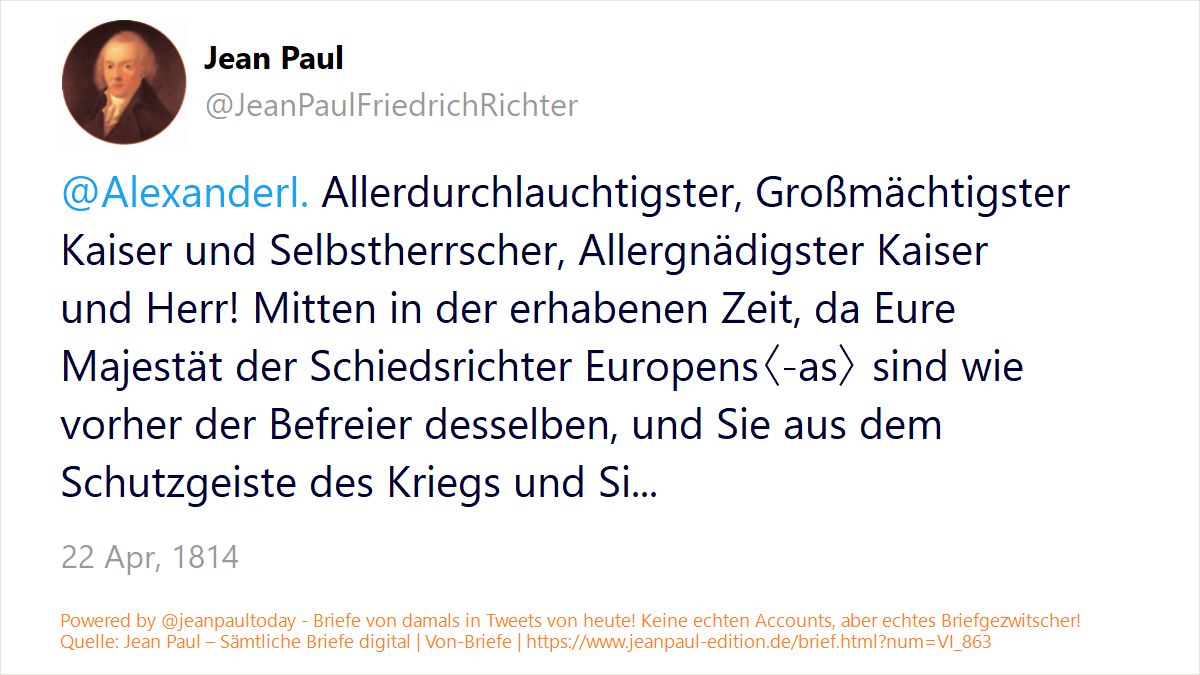 Jean Paul
@JeanPaulFriedrichRichter
@AlexanderI. Allerdurchlauchtigster, Großmächtigster
Kaiser und Selbstherrscher, Allergnädigster Kaiser
und Herr! Mitten in der erhabenen Zeit, da Eure
Majestät der Schiedsrichter Europens〈-as〉 sind wie
vorher der Befreier desselben, und Sie aus dem
Schutzgeiste des Kriegs und Si...
22 Apr, 1814
Powered by @jeanpaultoday - Briefe von damals in Tweets von heute! Keine echten Accounts, aber echtes Briefgezwitscher!
Quelle: Jean Paul – Sämtliche Briefe digital | Von-Briefe | https://www.jeanpaul-edition.de/brief.html?num=VI_863